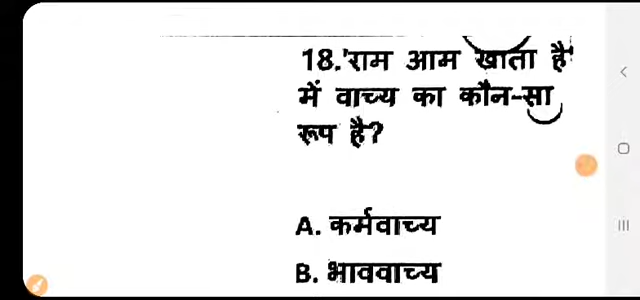 18.'राम आम खाता है'
में वाच्य का कौन-सा
रूप है?
A. कर्मवाच्य
B. भाववाच्य